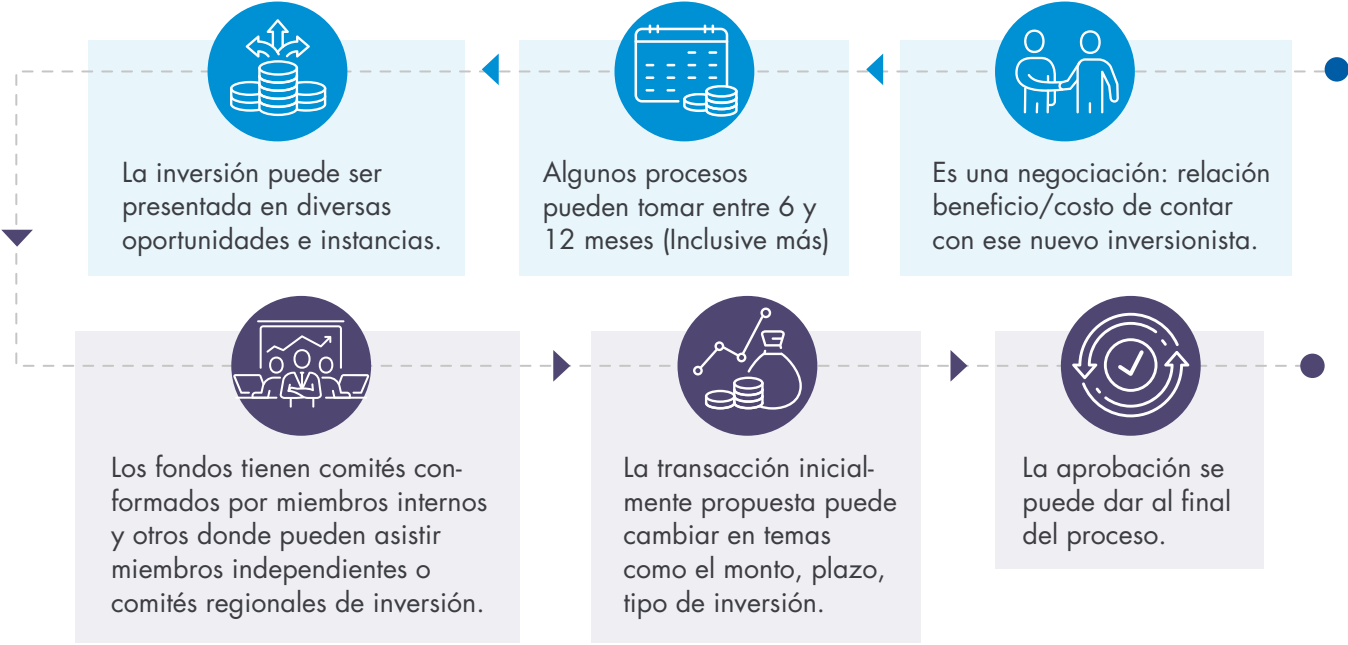 Es una negociación: relación
beneficio/costo de contar
con ese nuevo inversionista.
Algunos procesos
pueden tomar entre 6 y
12 meses (Inclusive más)
La inversión puede ser
presentada en diversas
oportunidades e instancias.
Los fondos tienen comités con-
formados por miembros internos
y otros donde pueden asistir
miembros independientes o
comités regionales de inversión.
La transacción inicial-
mente propuesta puede
cambiar en temas
como el monto, plazo,
tipo de inversión.
La aprobación se
puede dar al final
del proceso.